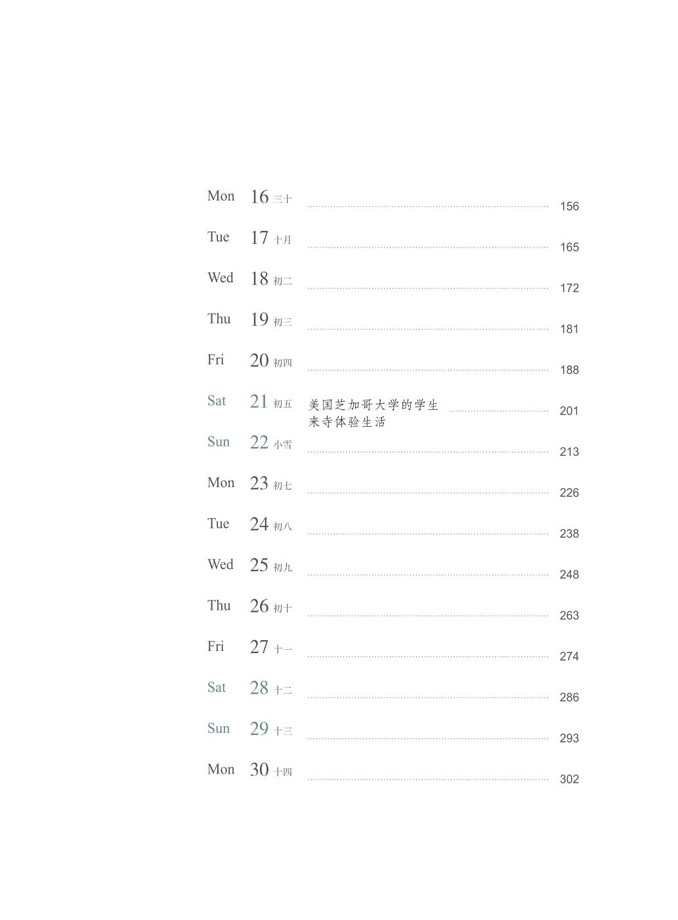 Mon 16 三十 156
Tue 17 十月 165
Wed 18 初二 172
Thu 19 初三 181
Fri 20 初四 188
Sat 21 初五 美国芝加哥大学的学生 201
来寺体验生活
Sun 22 小雪 213
Mon 23 初七 226
Tue 24 初八 238
Wed 25 初九 248
Thu 26 初十 263
Fri 27 十一 274
Sat 28 十二 286
Sun 29 十三 293
Mon 30 十四 302